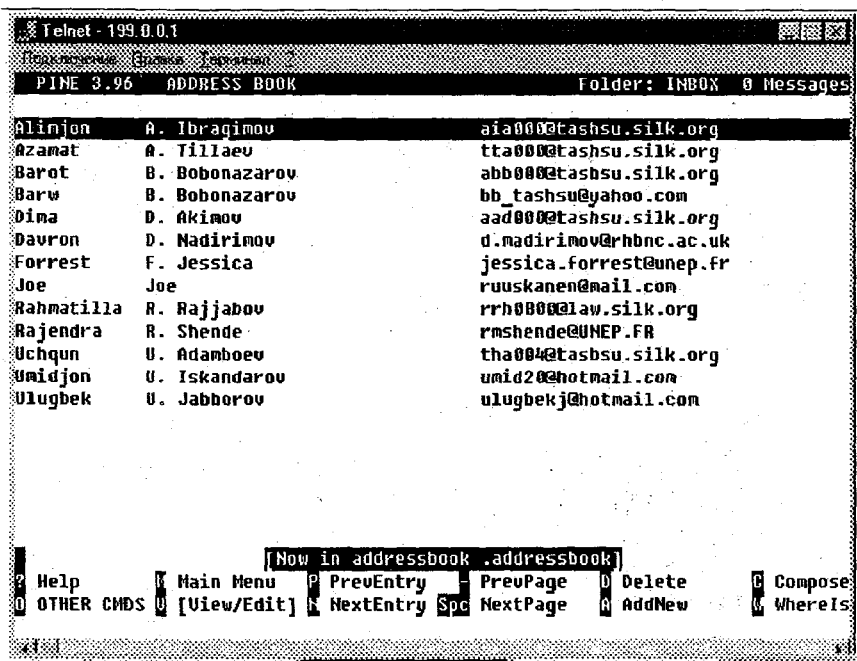 Telnet - 199.0.0.1
Подключение Правка Терминал ?
PINE 3.96 ADDRESS BOOK Folder: INBOX 0 Messages
Alimjon A. Ibragimov aia000@tashsu.silk.org
Azamat A. Tillaev tta000@tashsu.silk.org
Barot B. Bobonazarov abb000@tashsu.silk.org
Barw B. Bobonazarov bb_tashsu@yahoo.com
Dima D. Akimov aad000@tashsu.silk.org
Davron D. Nadirimov d.madirimov@rhbnc.ac.uk
Forrest F. Jessica jessica.forrest@unep.fr
Joe Joe ruuskanen@mail.com
Rahmatilla R. Rajjabov rrh0800@law.silk.org
Rajendra R. Shende rmshende@UNEP.FR
Uchqun U. Adamboev tha004@tashsu.silk.org
Umidjon U. Iskandarov umid20@hotmail.com
Ulugbek U. Jabborov ulugbekj@hotmail.com
[Now in addressbook .addressbook]
? Help M Main Menu P PrevEntry - PrevPage D Delete C Compose
O OTHER CMDS V [View/Edit] N NextEntry Spc NextPage A AddNew W WhereIs